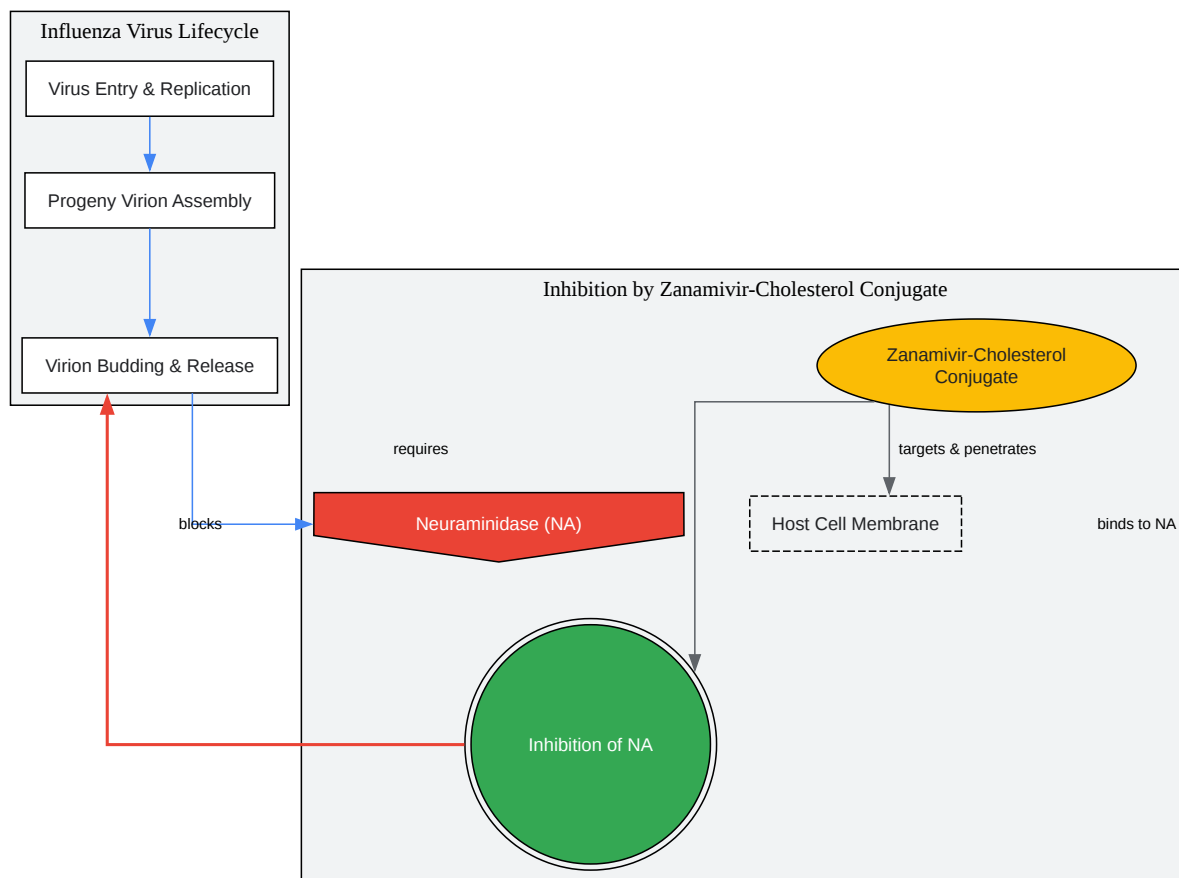 Influenza Virus Lifecycle
Virus Entry & Replication
Progeny Virion Assembly
Virion Budding & Release
Inhibition by Zanamivir-Cholesterol Conjugate
Zanamivir-Cholesterol
Conjugate
requires
targets & penetrates
blocks
Neuraminidase (NA)
Host Cell Membrane
binds to NA
Inhibition of NA